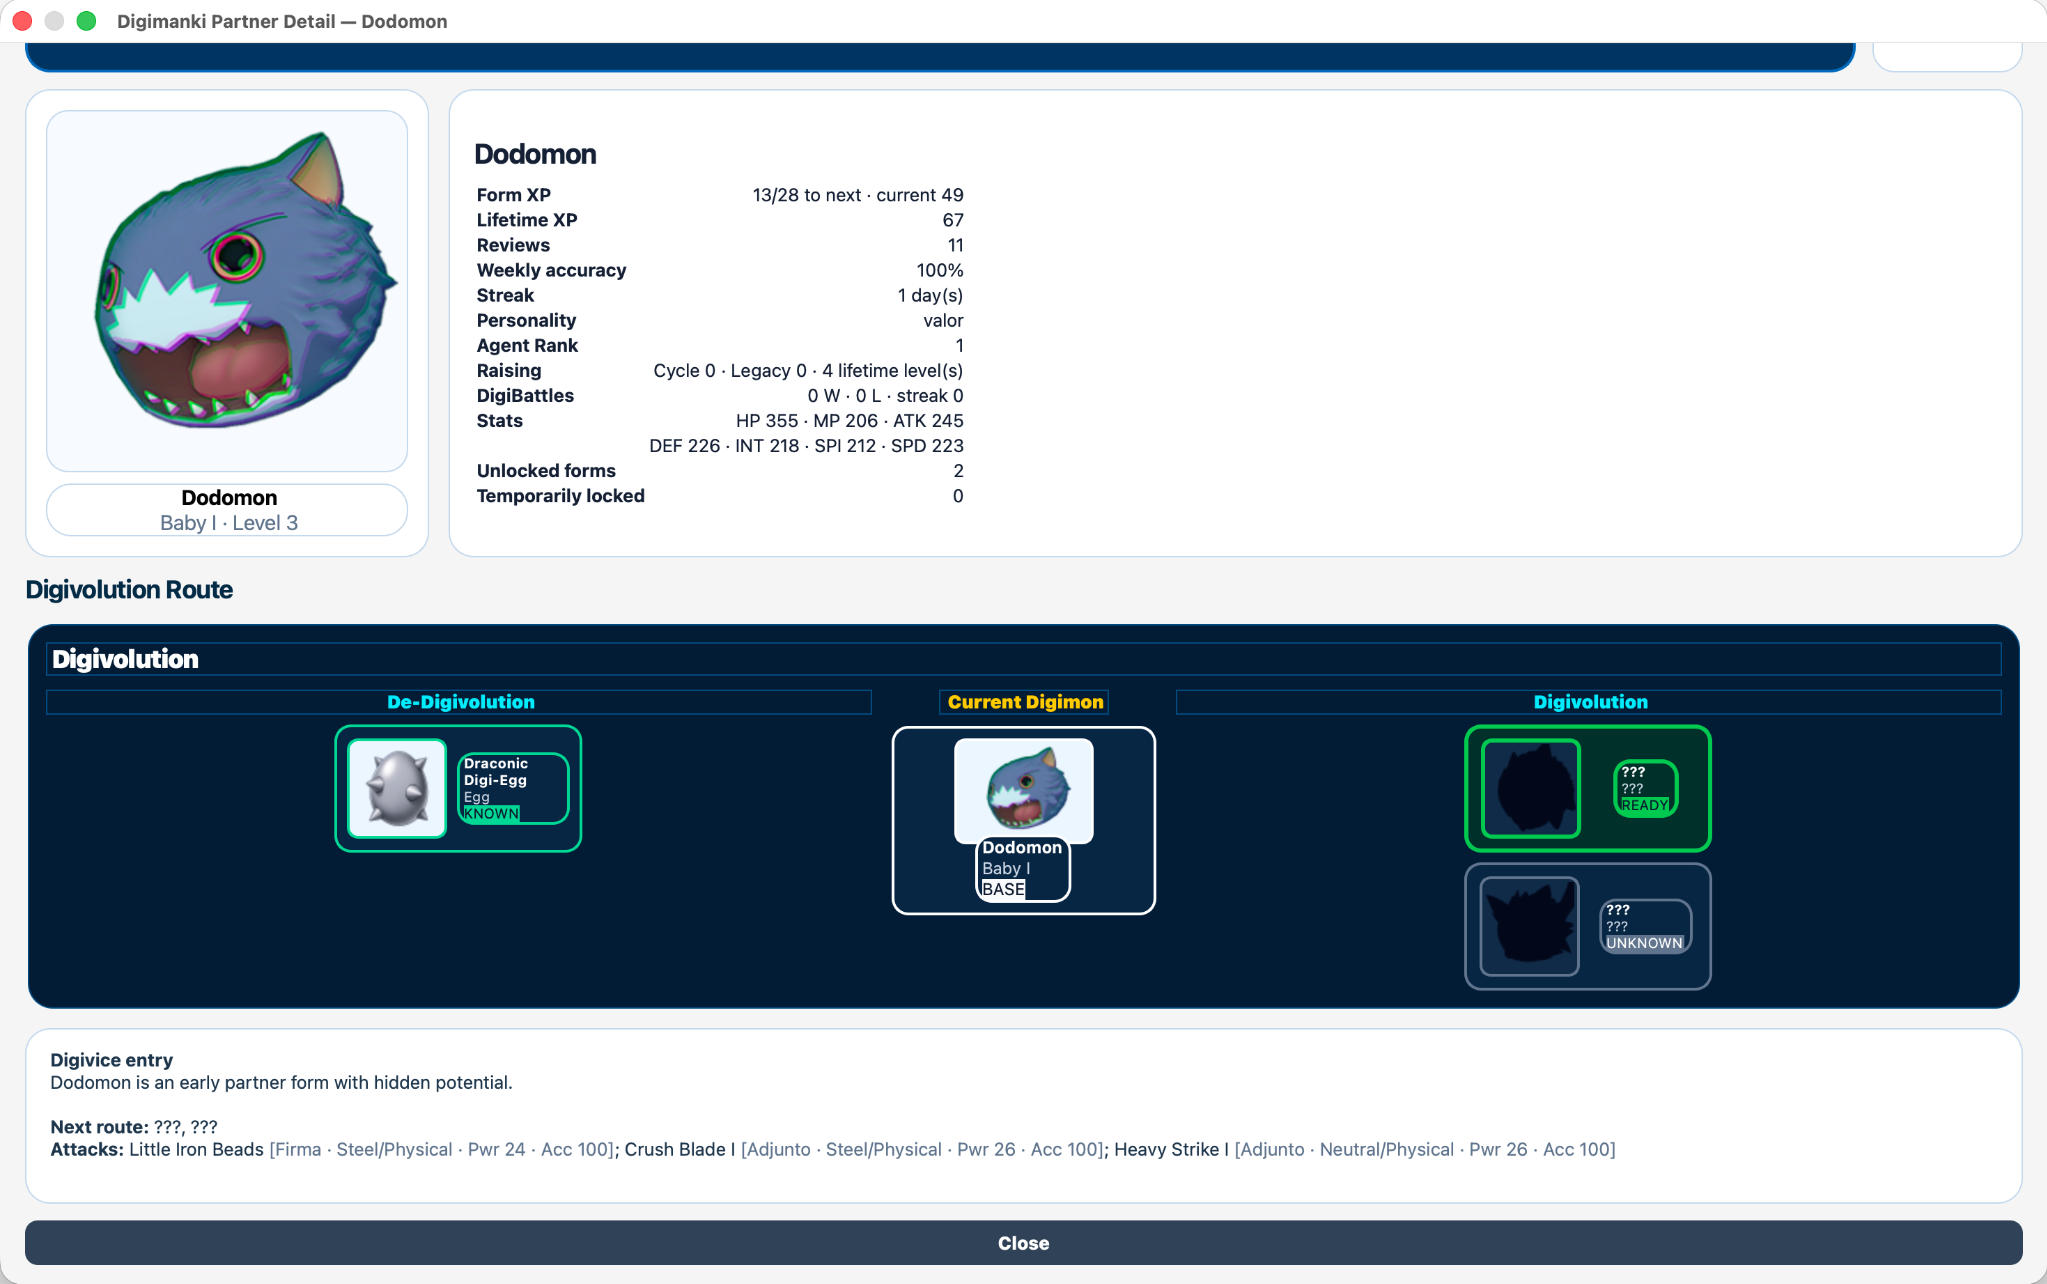 Digimanki Partner Detail — Dodomon
Dodomon
Baby I · Level 3
Dodomon
Form XP 13/28 to next · current 49
Lifetime XP 67
Reviews 11
Weekly accuracy 100%
Streak 1 day(s)
Personality valor
Agent Rank 1
Raising Cycle 0 · Legacy 0 · 4 lifetime level(s)
DigiBattles 0 W · 0 L · streak 0
Stats HP 355 · MP 206 · ATK 245
DEF 226 · INT 218 · SPI 212 · SPD 223
Unlocked forms 2
Temporarily locked 0
Digivolution Route
Digivolution
De-Digivolution
Draconic
Digi-Egg
Egg
KNOWN
Current Digimon
Dodomon
Baby I
BASE
Digivolution
???
???
READY
???
???
UNKNOWN
Digivice entry
Dodomon is an early partner form with hidden potential.
Next route: ???, ???
Attacks: Little Iron Beads [Firma · Steel/Physical · Pwr 24 · Acc 100]; Crush Blade I [Adjunto · Steel/Physical · Pwr 26 · Acc 100]; Heavy Strike I [Adjunto · Neutral/Physical · Pwr 26 · Acc 100]
Close